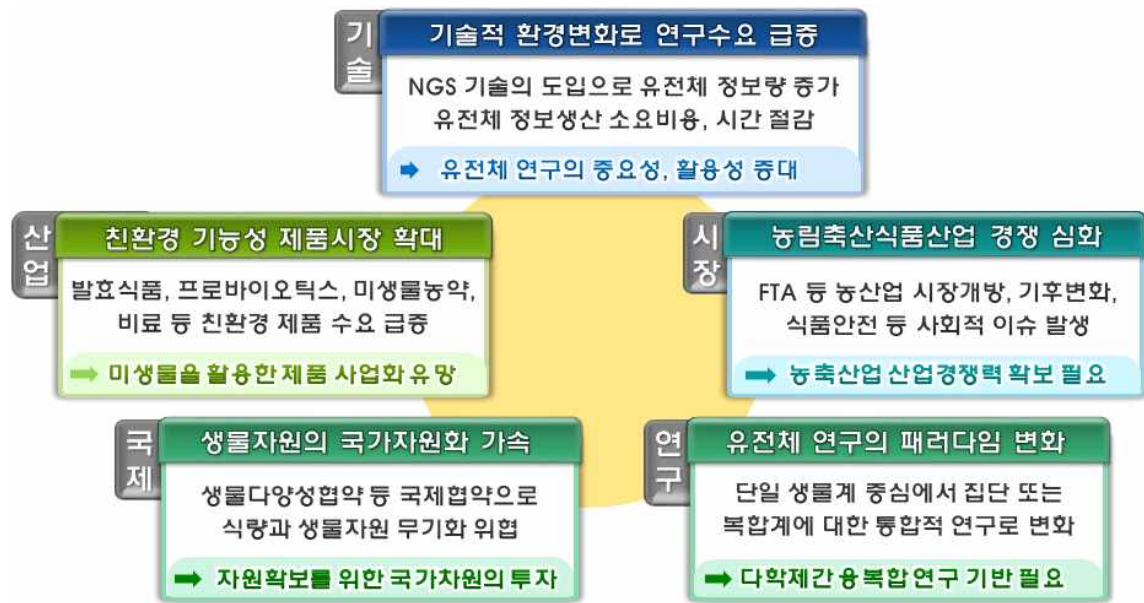 기술
기술적 환경변화로 연구수요 급증
NGS 기술의 도입으로 유전체 정보량 증가
유전체 정보생산 소요비용, 시간 절감
➡ 유전체 연구의 중요성, 활용성 증대
산업
친환경 기능성 제품시장 확대
발효식품, 프로바이오틱스, 미생물농약,
비료 등 친환경 제품 수요 급증
➡ 미생물을 활용한 제품 사업화 유망
시장
농림축산식품산업 경쟁 심화
FTA 등 농산업 시장개방, 기후변화,
식품안전 등 사회적 이슈 발생
➡ 농축산업 산업경쟁력 확보 필요
국제
생물자원의 국가자원화 가속
생물다양성협약 등 국제협약으로
식량과 생물자원 무기화 위협
➡ 자원확보를 위한 국가차원의 투자
연구
유전체 연구의 패러다임 변화
단일 생물계 중심에서 집단 또는
복합계에 대한 통합적 연구로 변화
➡ 다학제간 융복합 연구 기반 필요